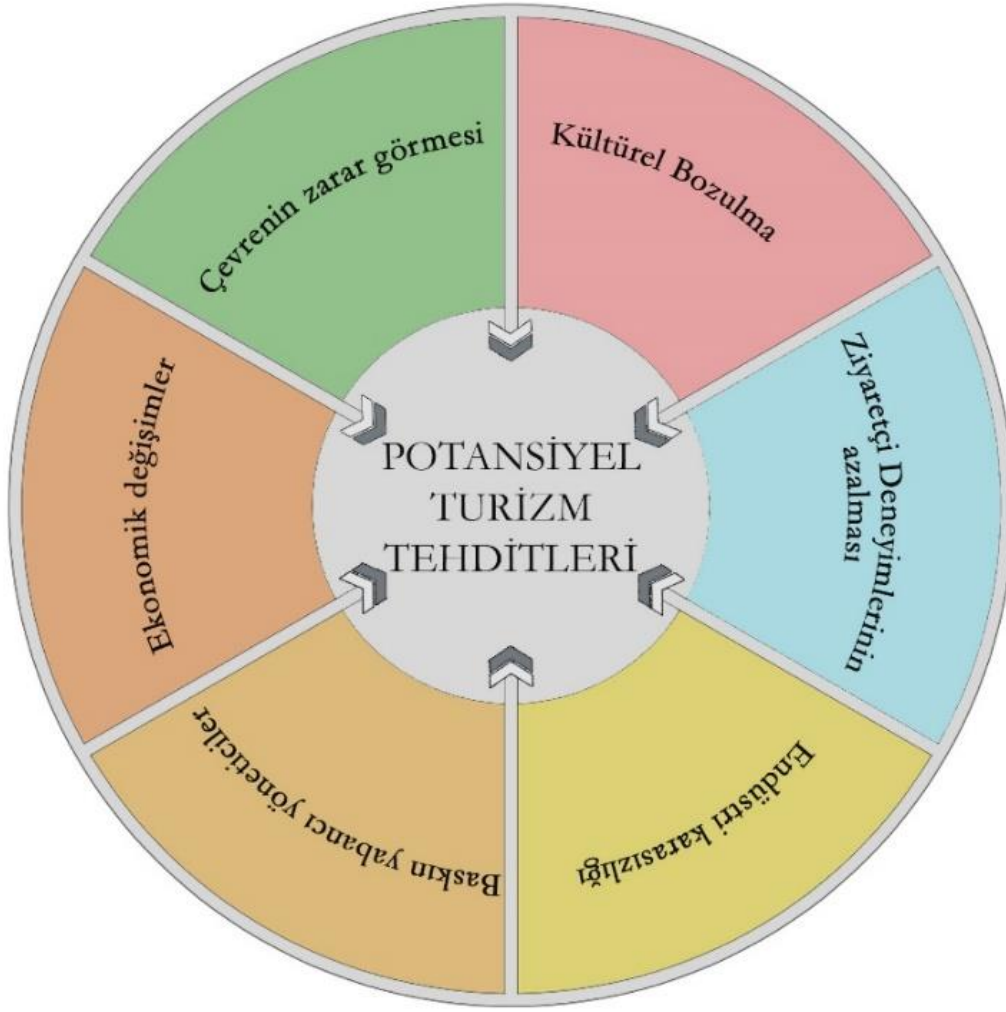 Kültürel Bozulma
Ziyaretçi Deneyimlerinin
azalması
Endüstri karasızlığı
Baskın yabancı yöneticiler
Ekonomik değişimler
Çevrenin zarar görmesi
POTANSİYEL
TURİZM
TEHDİTLERİ